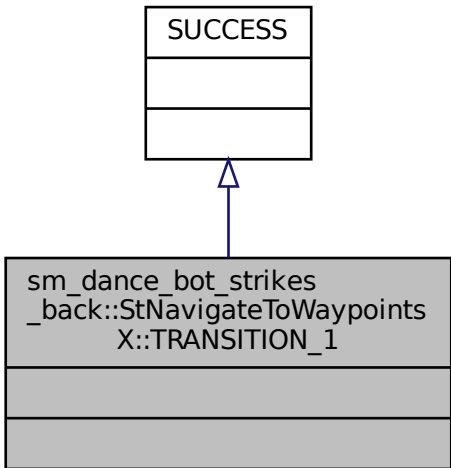 SUCCESS
sm_dance_bot_strikes
_back::StNavigateToWaypoints
X::TRANSITION_1